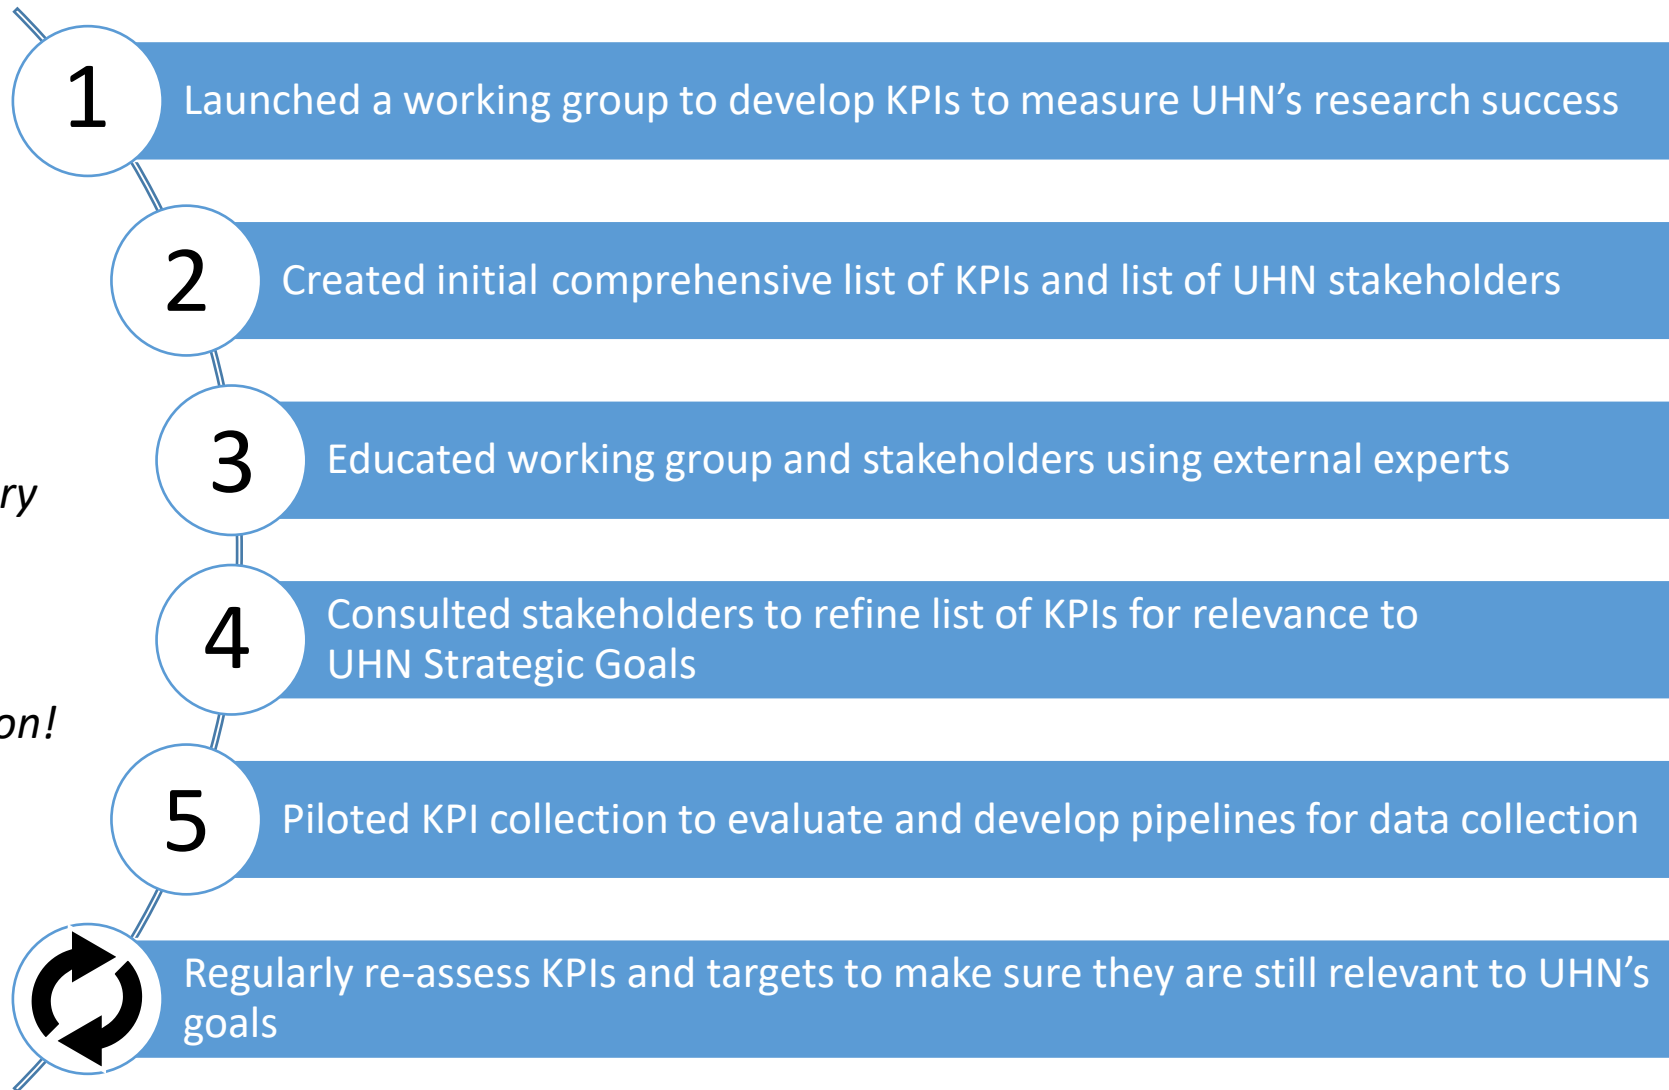 1
Launched a working group to develop KPIs to measure UHN’s research success
2
Created initial comprehensive list of KPIs and list of UHN stakeholders
3
Educated working group and stakeholders using external experts
ry
4
Consulted stakeholders to refine list of KPIs for relevance to
UHN Strategic Goals
on!
5
Piloted KPI collection to evaluate and develop pipelines for data collection
Regularly re-assess KPIs and targets to make sure they are still relevant to UHN’s
goals